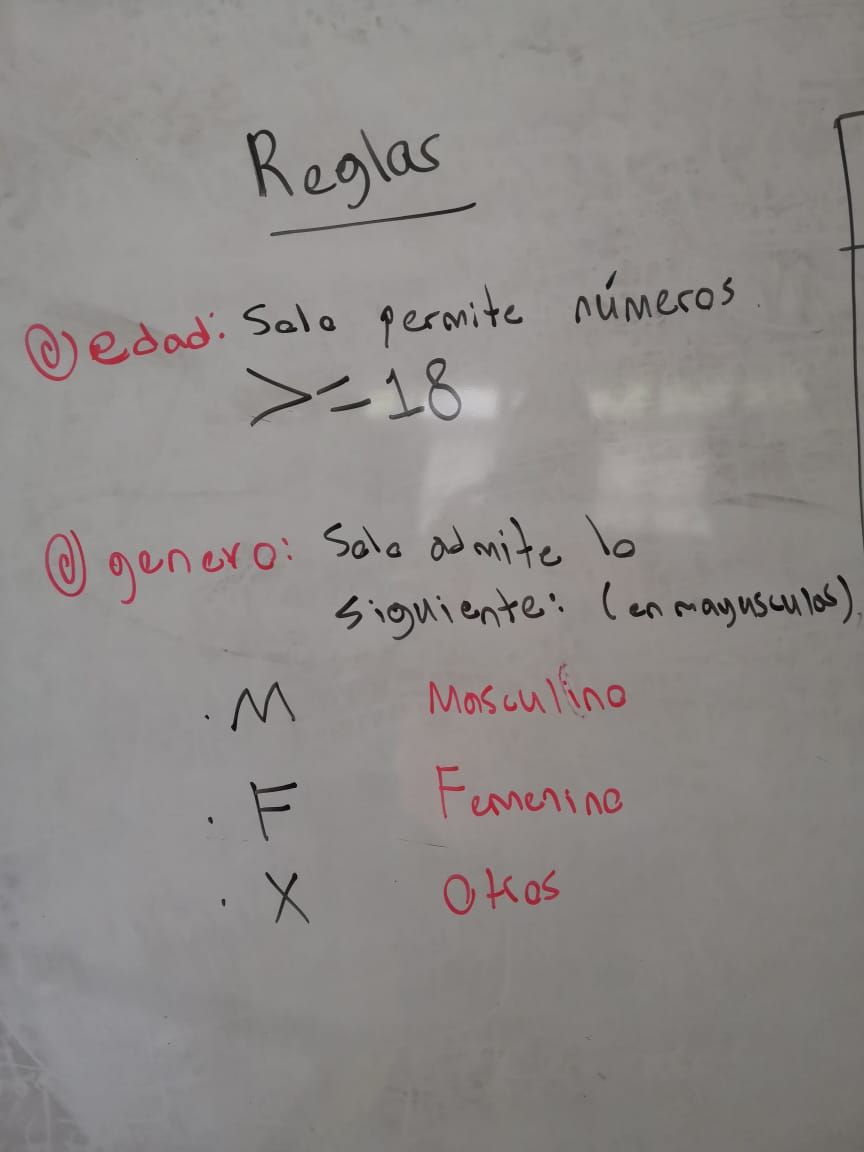 Reglas
@edad: Solo permite números.
>=18
@genero: Solo admite lo
siguiente: (en mayusculas).
. M Masculino
. F Femenino
. X Otros